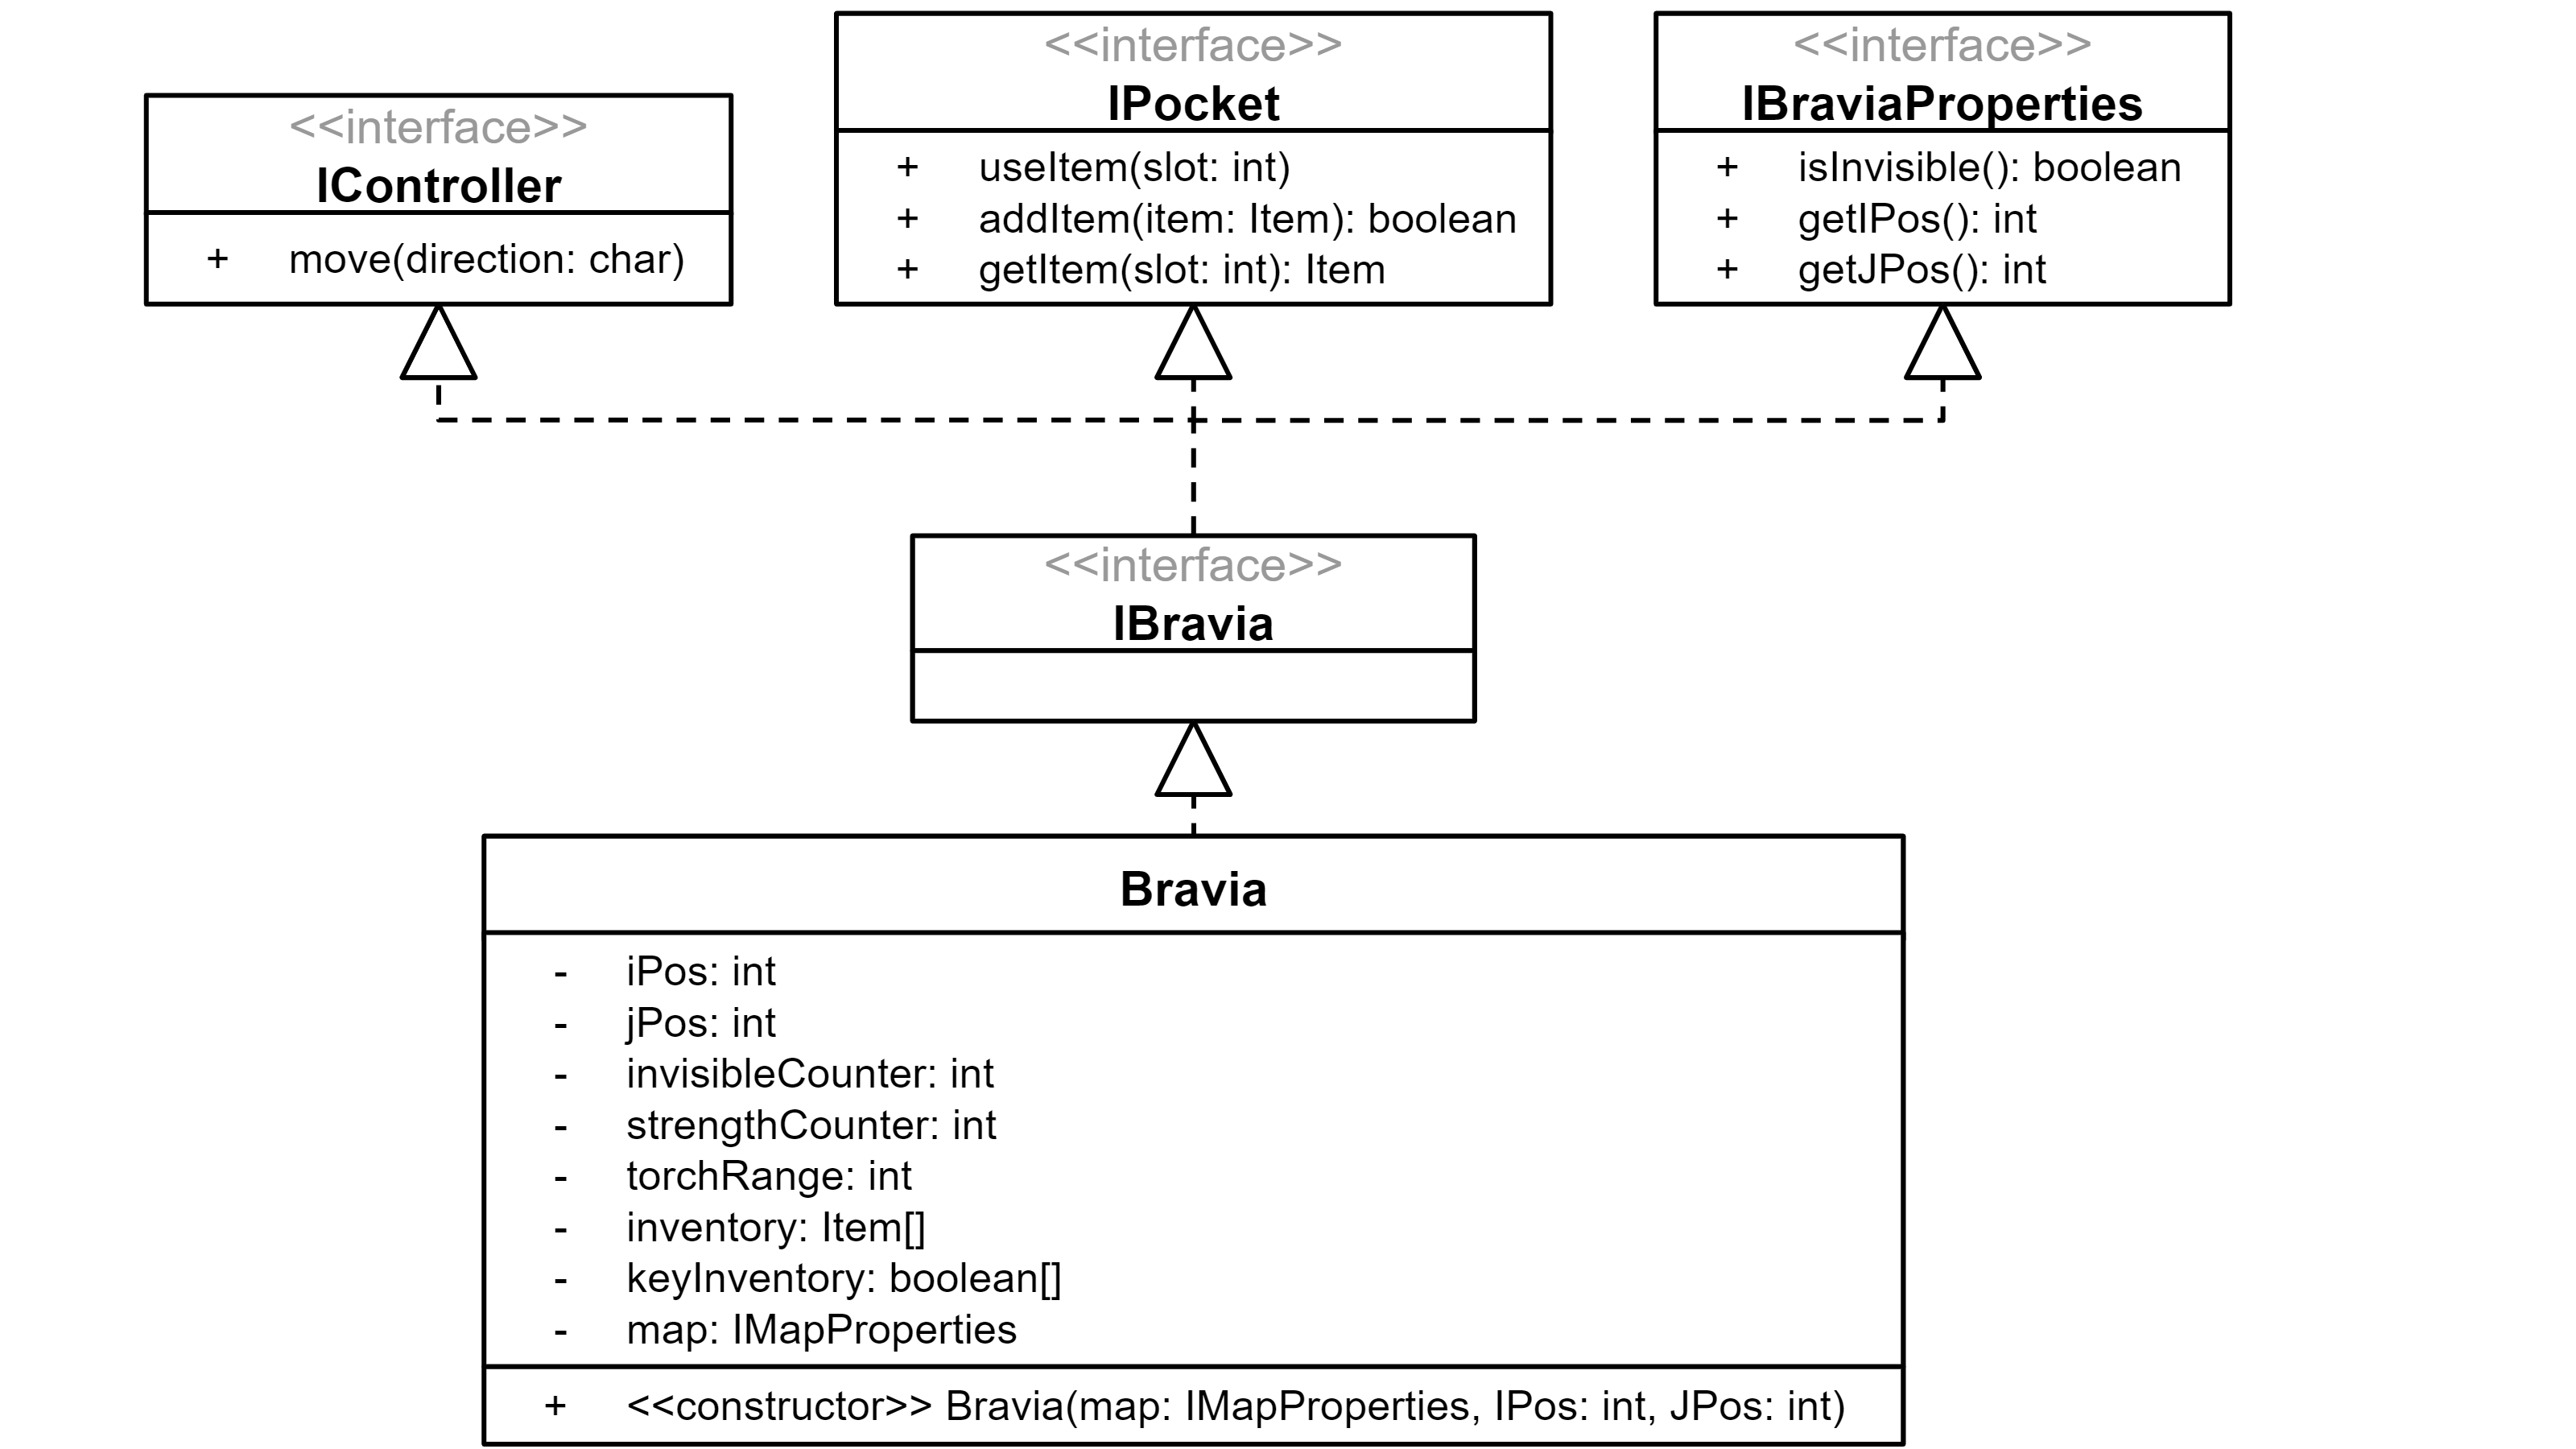 <<interface>>
IController
+ move(direction: char)
<<interface>>
IPocket
+ useItem(slot: int)
+ addItem(item: Item): boolean
+ getItem(slot: int): Item
<<interface>>
IBraviaProperties
+ isInvisible(): boolean
+ getIPos(): int
+ getJPos(): int
<<interface>>
IBravia
Bravia
- iPos: int
- jPos: int
- invisibleCounter: int
- strengthCounter: int
- torchRange: int
- inventory: Item[]
- keyInventory: boolean[]
- map: IMapProperties
+ <<constructor>> Bravia(map: IMapProperties, IPos: int, JPos: int)